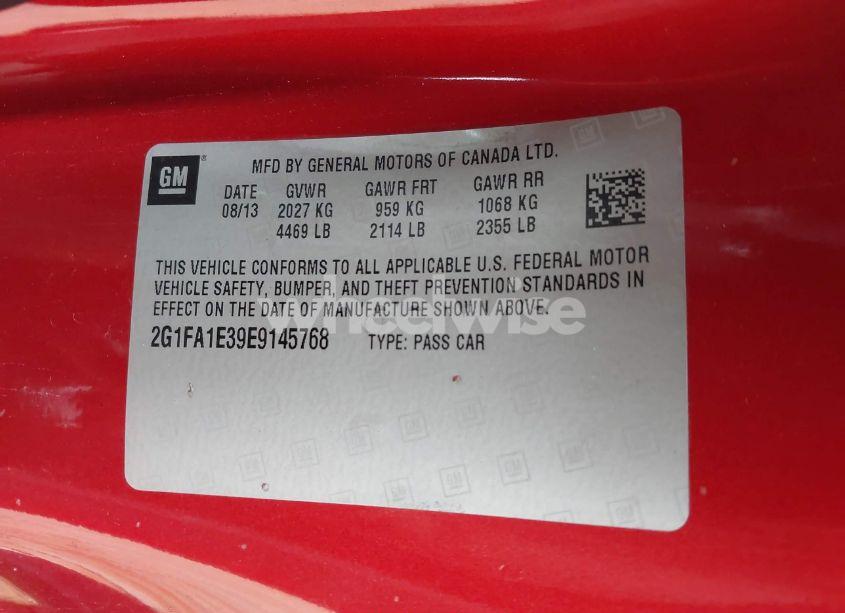 GM
MFD BY GENERAL MOTORS OF CANADA LTD.
DATE GVWR GAWR FRT GAWR RR
08/13 2027 KG 959 KG 1068 KG
4469 LB 2114 LB 2355 LB
THIS VEHICLE CONFORMS TO ALL APPLICABLE U.S. FEDERAL MOTOR
VEHICLE SAFETY, BUMPER, AND THEFT PREVENTION STANDARDS IN
EFFECT ON THE DATE OF MANUFACTURE SHOWN ABOVE.
wheelwise
2G1FA1E39E9145768 TYPE: PASS CAR